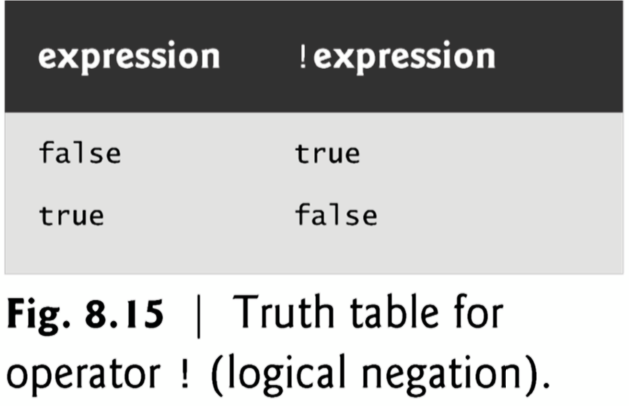 expression !expression
false true
true false
Fig. 8.15 | Truth table for
operator ! (logical negation).